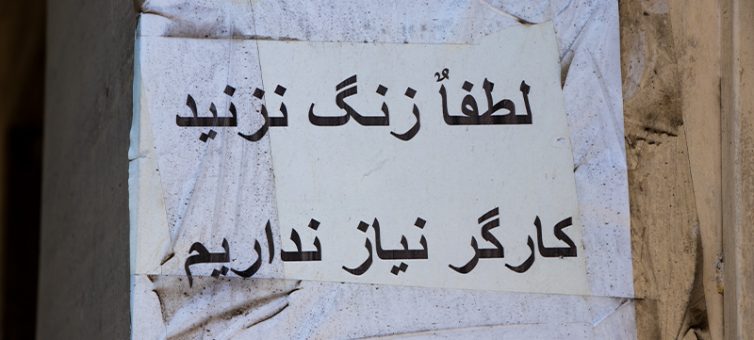 لطفاٌ زنگ نزنید
کارگر نیاز نداریم